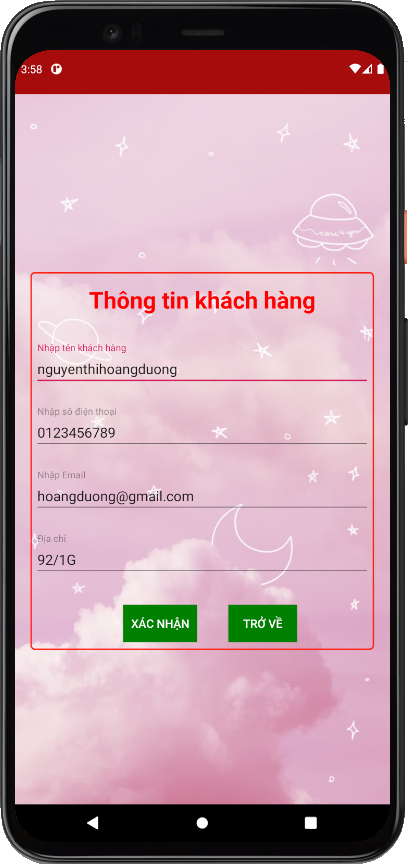 3:58
Thông tin khách hàng
Nhập tên khách hàng
nguyenthihoangduong
Nhập số điện thoại
0123456789
Nhập Email
hoangduong@gmail.com
Địa chỉ
92/1G
XÁC NHẬN
TRỞ VỀ